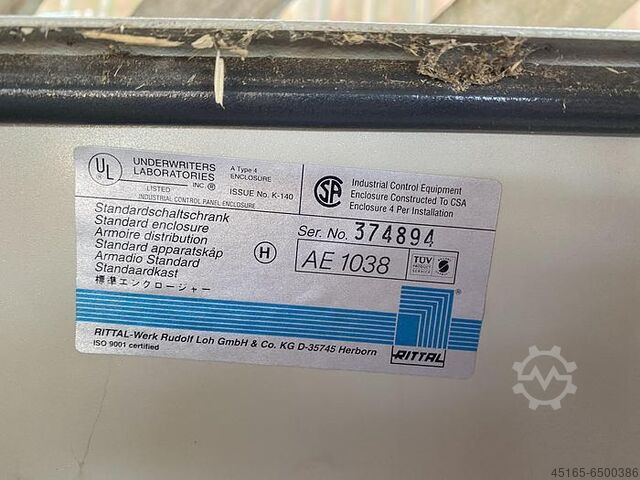 UL
®
UNDERWRITERS
LABORATORIES
INC. ®
A Type 4
ENCLOSURE
LISTED
ISSUE No. K-140
INDUSTRIAL CONTROL PANEL ENCLOSURE
SA
Industrial Control Equipment
Enclosure Constructed To CSA
Enclosure 4 Per Installation
Standardschaltschrank
Standard enclosure
Armoire distribution
Standard apparatskåp
Armadio Standard
Standaardkast
標準エンクロージャー
H
Ser. No. 374894
AE 1038
TÜV
PRODUCT
SERVICE
®
RITTAL
RITTAL-Werk Rudolf Loh GmbH & Co. KG D-35745 Herborn
ISO 9001 certified
45165-6500386